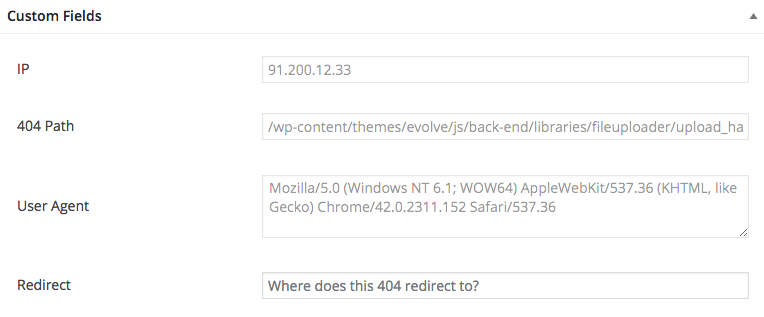 Custom Fields
IP
91.200.12.33
404 Path
/wp-content/themes/evolve/js/back-end/libraries/fileuploader/upload_ha
User Agent
Mozilla/5.0 (Windows NT 6.1; WOW64) AppleWebKit/537.36 (KHTML, like
Gecko) Chrome/42.0.2311.152 Safari/537.36
Redirect
Where does this 404 redirect to?